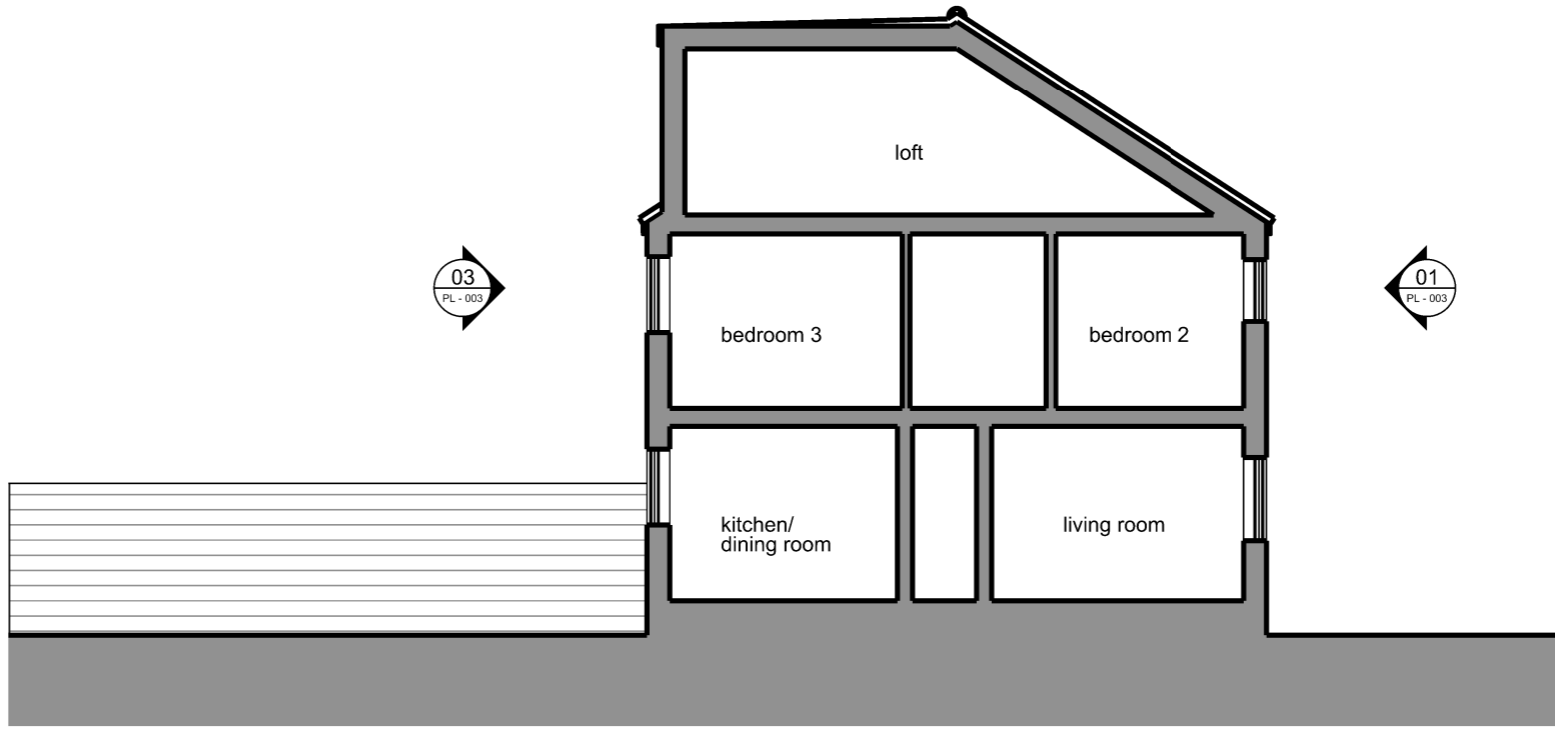 loft
03
PL - 003
01
PL - 003
bedroom 3
bedroom 2
kitchen/
dining room
living room